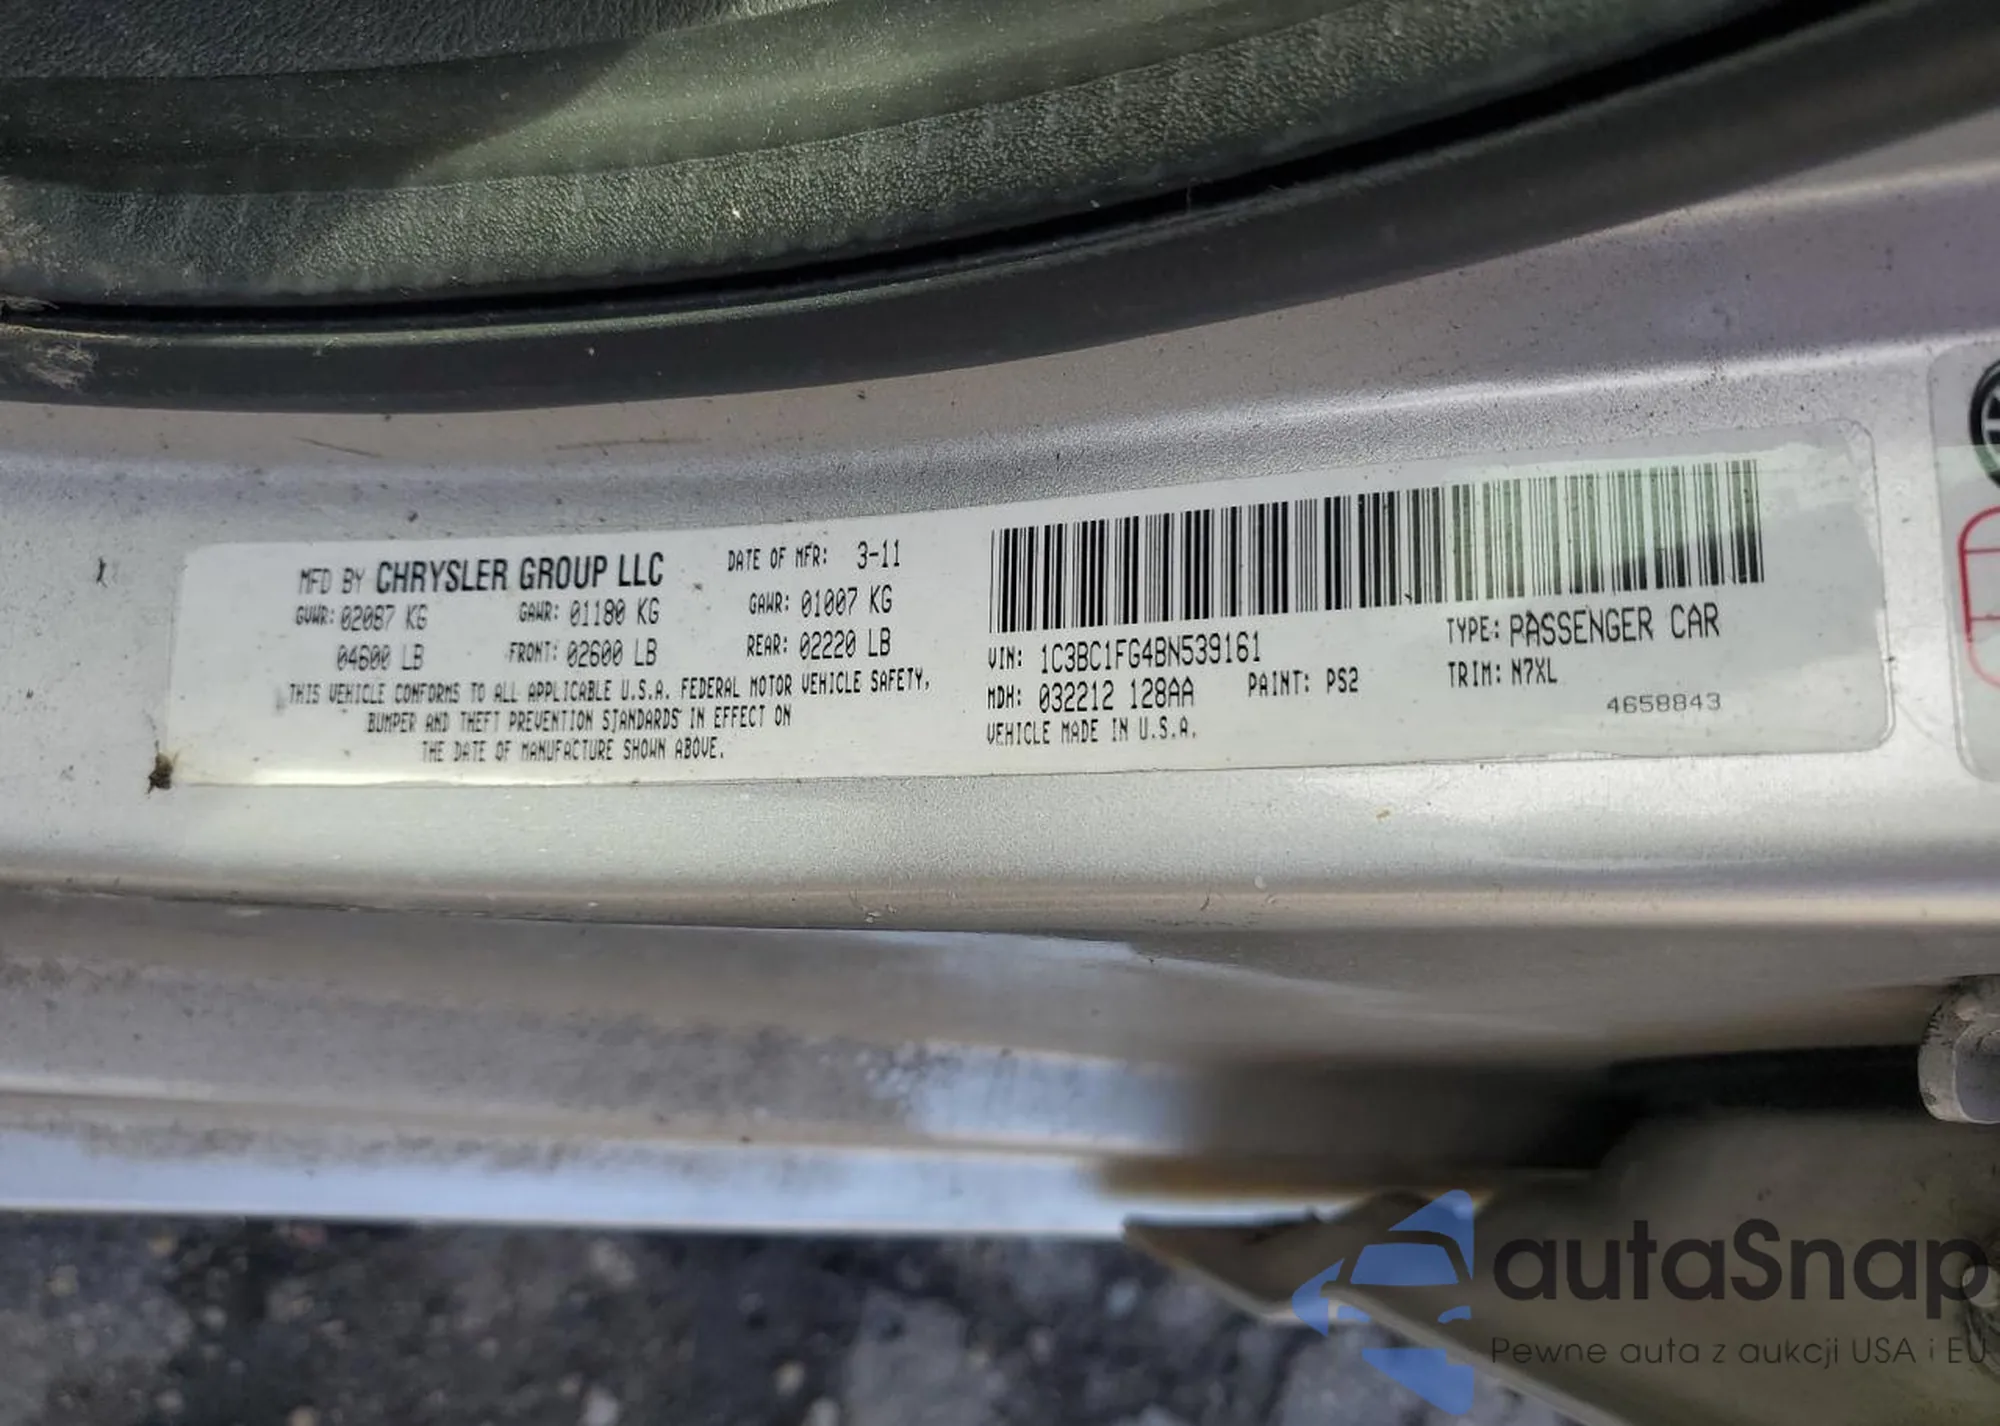 MFD BY CHRYSLER GROUP LLC DATE OF MFR: 3-11
GVWR: 02087 KG GAWR: 01180 KG GAWR: 01007 KG
04600 LB FRONT: 02600 LB REAR: 02220 LB
THIS VEHICLE CONFORMS TO ALL APPLICABLE U.S.A. FEDERAL MOTOR VEHICLE SAFETY,
BUMPER AND THEFT PREVENTION STANDARDS IN EFFECT ON
THE DATE OF MANUFACTURE SHOWN ABOVE.
VIN: 1C3BC1FG4BN539161 TYPE: PASSENGER CAR
MDH: 032212 128AA PAINT: PS2 TRIM: N7XL
VEHICLE MADE IN U.S.A. 4658843
autaSnap
Pewne auta z aukcji USA i EU